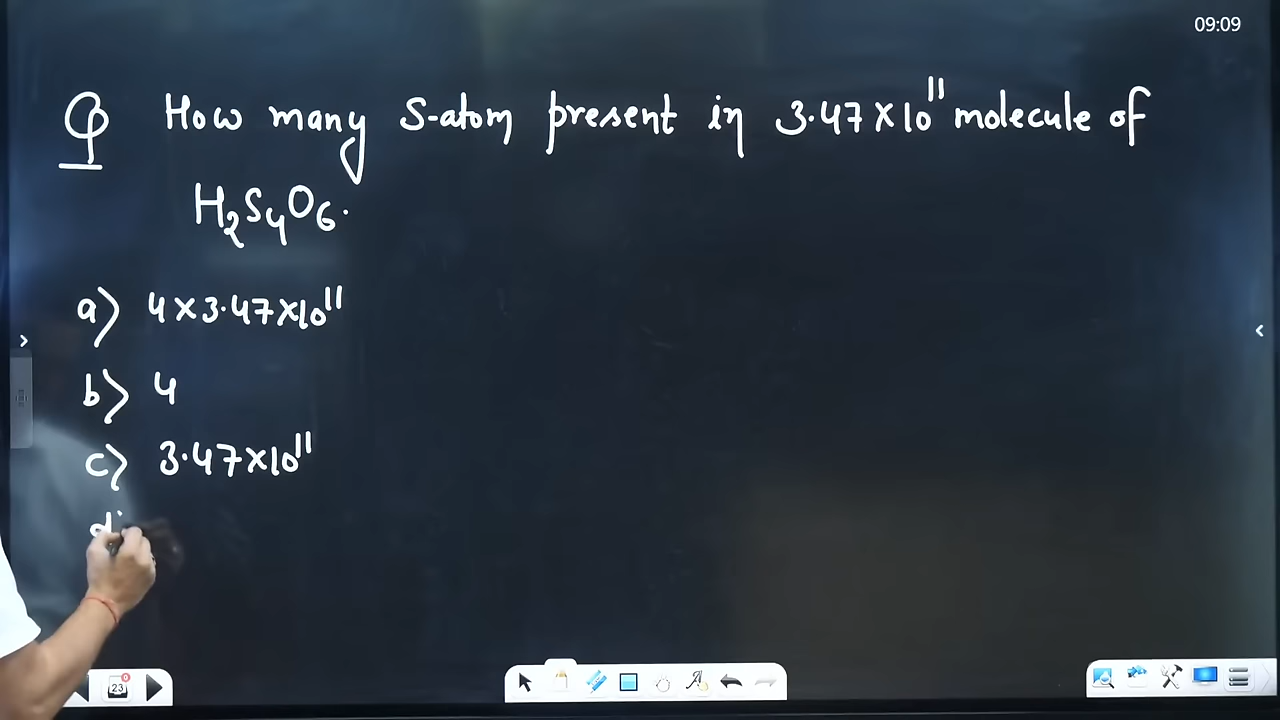 09:09
Q How many S-atom present in 3.47×10¹¹ molecule of
H₂S₄O₆.
a) 4×3.47×10¹¹
b) 4
c) 3.47×10¹¹
d
23